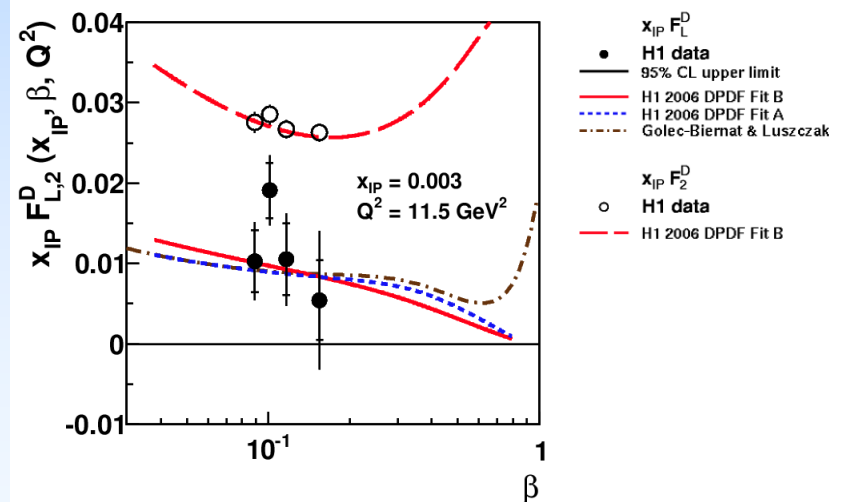 x_IP F^D_L,2 (x_IP, β, Q²)
0.04
0.03
0.02
0.01
0
-0.01
x_IP = 0.003
Q² = 11.5 GeV²
10⁻¹
1
β
x_IP F_L^D
H1 data
95% CL upper limit
H1 2006 DPDF Fit B
H1 2006 DPDF Fit A
Golec-Biernat & Luszczak
x_IP F_2^D
H1 data
H1 2006 DPDF Fit B